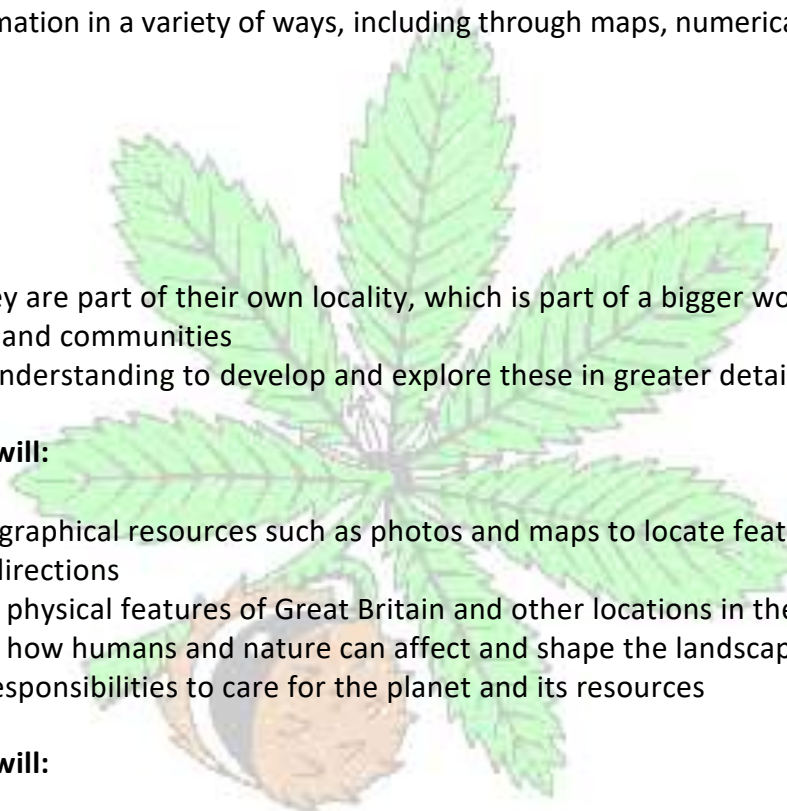 mation in a variety of ways, including through maps, numerica
ey are part of their own locality, which is part of a bigger wo
and communities
nderstanding to develop and explore these in greater detai
will:
graphical resources such as photos and maps to locate feat
directions
physical features of Great Britain and other locations in the
how humans and nature can affect and shape the landscap
esponsibilities to care for the planet and its resources
will: